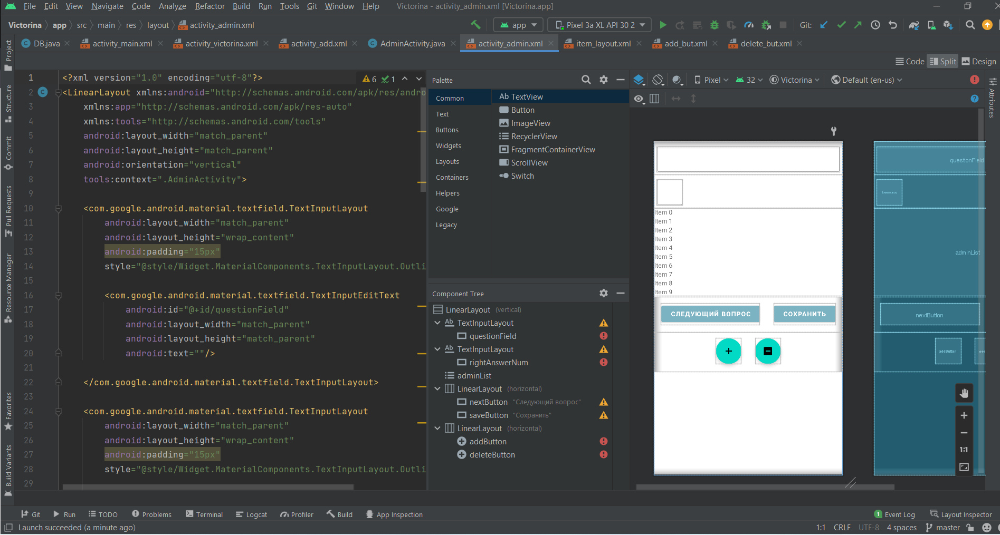 File Edit View Navigate Code Analyze Refactor Build Run Tools Git Window Help Victorina - activity_admin.xml [Victorina.app]
Victorina app src main res layout activity_admin.xml app Pixel 3a XL API 30 2 Git:
DB.java activity_main.xml activity_victorina.xml activity_add.xml AdminActivity.java activity_admin.xml item_layout.xml add_but.xml delete_but.xml
Code Split Design
Project
Structure
Commit
Pull Requests
Resource Manager
Favorites
Build Variants
6 1
1 <?xml version="1.0" encoding="utf-8"?>
2 <LinearLayout xmlns:android="http://schemas.android.com/apk/res/andro
3 xmlns:app="http://schemas.android.com/apk/res-auto"
4 xmlns:tools="http://schemas.android.com/tools"
5 android:layout_width="match_parent"
6 android:layout_height="match_parent"
7 android:orientation="vertical"
8 tools:context=".AdminActivity">
9
10 <com.google.android.material.textfield.TextInputLayout
11 android:layout_width="match_parent"
12 android:layout_height="wrap_content"
13 android:padding="15px"
14 style="@style/Widget.MaterialComponents.TextInputLayout.Outli
15
16 <com.google.android.material.textfield.TextInputEditText
17 android:id="@+id/questionField"
18 android:layout_width="match_parent"
19 android:layout_height="match_parent"
20 android:text=""/>
21
22 </com.google.android.material.textfield.TextInputLayout>
23
24 <com.google.android.material.textfield.TextInputLayout
25 android:layout_width="match_parent"
26 android:layout_height="wrap_content"
27 android:padding="15px"
28 style="@style/Widget.MaterialComponents.TextInputLayout.Outli
29
Palette
Common
Text
Buttons
Widgets
Layouts
Containers
Helpers
Google
Legacy
Ab TextView
Button
ImageView
RecyclerView
FragmentContainerView
ScrollView
Switch
Component Tree
LinearLayout (vertical)
Ab TextInputLayout
questionField
Ab TextInputLayout
rightAnswerNum
adminList
LinearLayout (horizontal)
nextButton "Следующий вопрос"
saveButton "Сохранить"
LinearLayout (horizontal)
addButton
deleteButton
Pixel 32 Victorina Default (en-us)
Attributes
Item 0
Item 1
Item 2
Item 3
Item 4
Item 5
Item 6
Item 7
Item 8
Item 9
СЛЕДУЮЩИЙ ВОПРОС СОХРАНИТЬ
questionField
adminList
nextButton
addButton
1:1
Git Run TODO Problems Terminal Logcat Profiler Build App Inspection 1 Event Log Layout Inspector
Launch succeeded (a minute ago) 1:1 CRLF UTF-8 4 spaces master